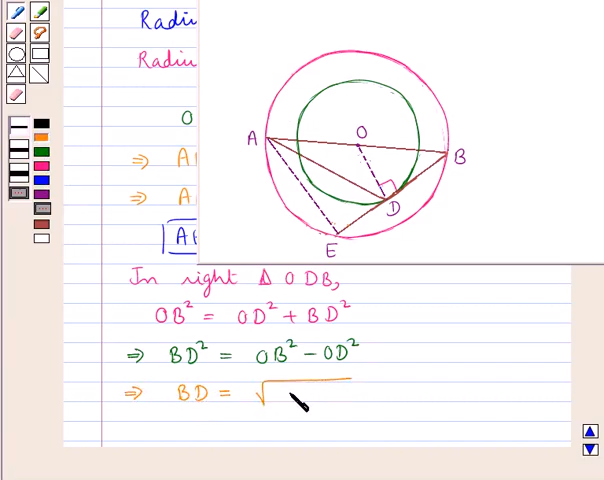 Radiu
Radiu
O
A
O
B
D
E
⇒ A
⇒ A
A
In right Δ ODB,
OB² = OD² + BD²
⇒ BD² = OB² − OD²
⇒ BD = √